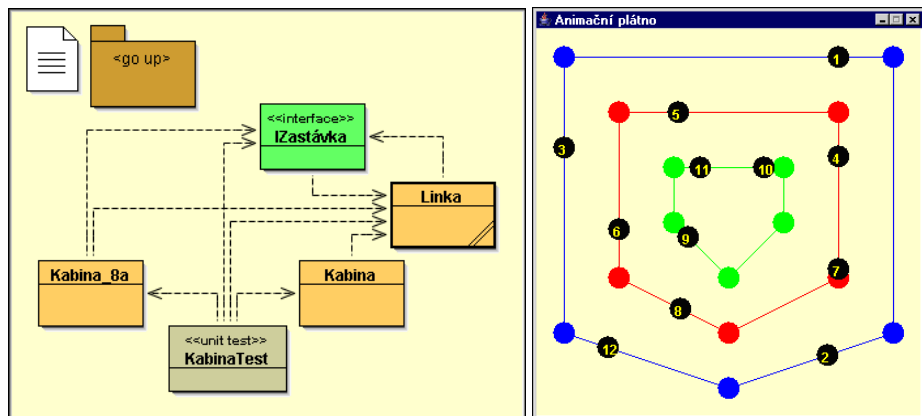 <go up>
<<interface>>
IZastávka
Linka
Kabina_8a
Kabina
<<unit test>>
KabinaTest
Animační plátno
1
5
3
4
11
10
6
9
7
8
12
2